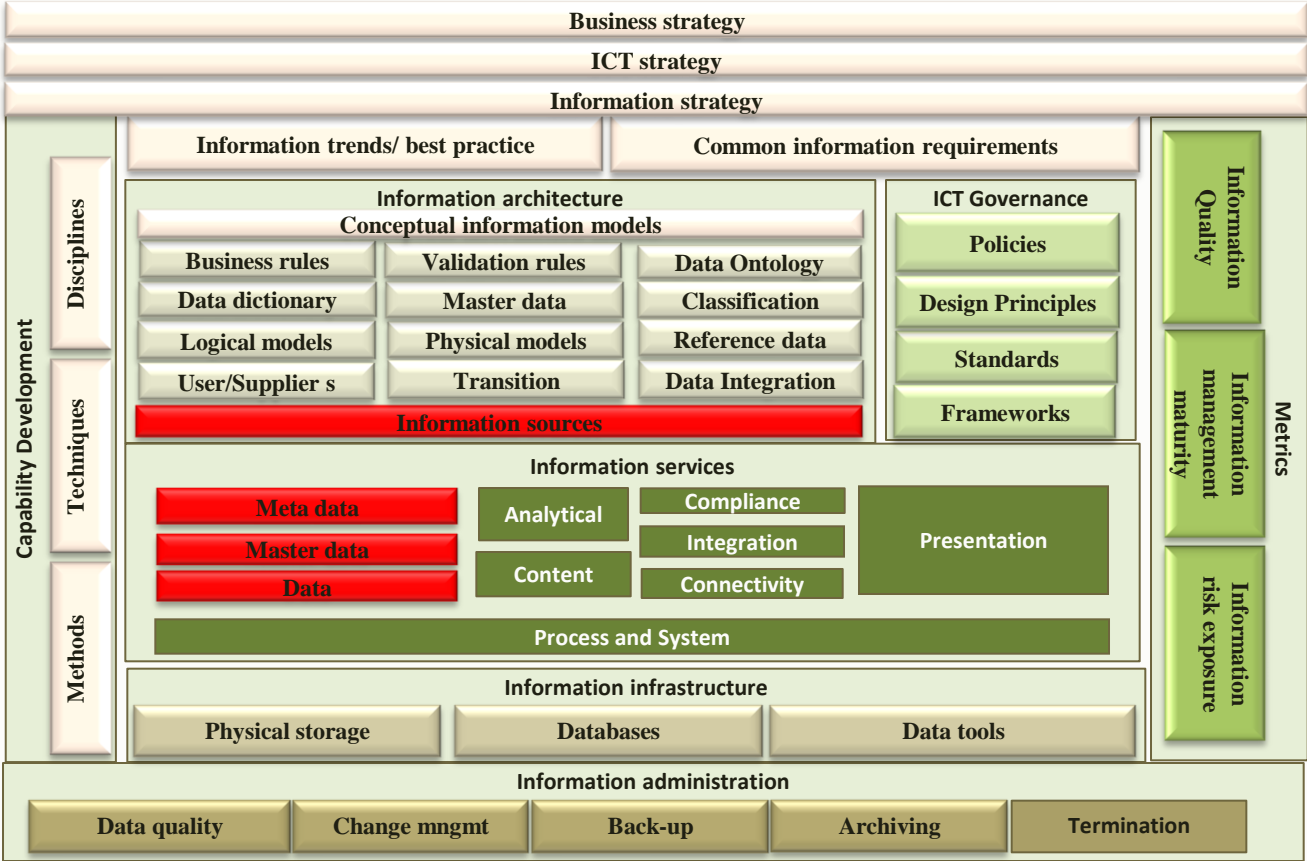 Business strategy
ICT strategy
Information strategy
Information trends/ best practice
Common information requirements
Capability Development
Disciplines
Techniques
Methods
Information architecture
Conceptual information models
Business rules
Validation rules
Data Ontology
Data dictionary
Master data
Classification
Logical models
Physical models
Reference data
User/Supplier s
Transition
Data Integration
Information sources
ICT Governance
Policies
Design Principles
Standards
Frameworks
Information services
Meta data
Master data
Data
Analytical
Content
Compliance
Integration
Connectivity
Presentation
Process and System
Information infrastructure
Physical storage
Databases
Data tools
Metrics
Information
Quality
Information
management
maturity
Information
risk exposure
Information administration
Data quality
Change mngmt
Back-up
Archiving
Termination